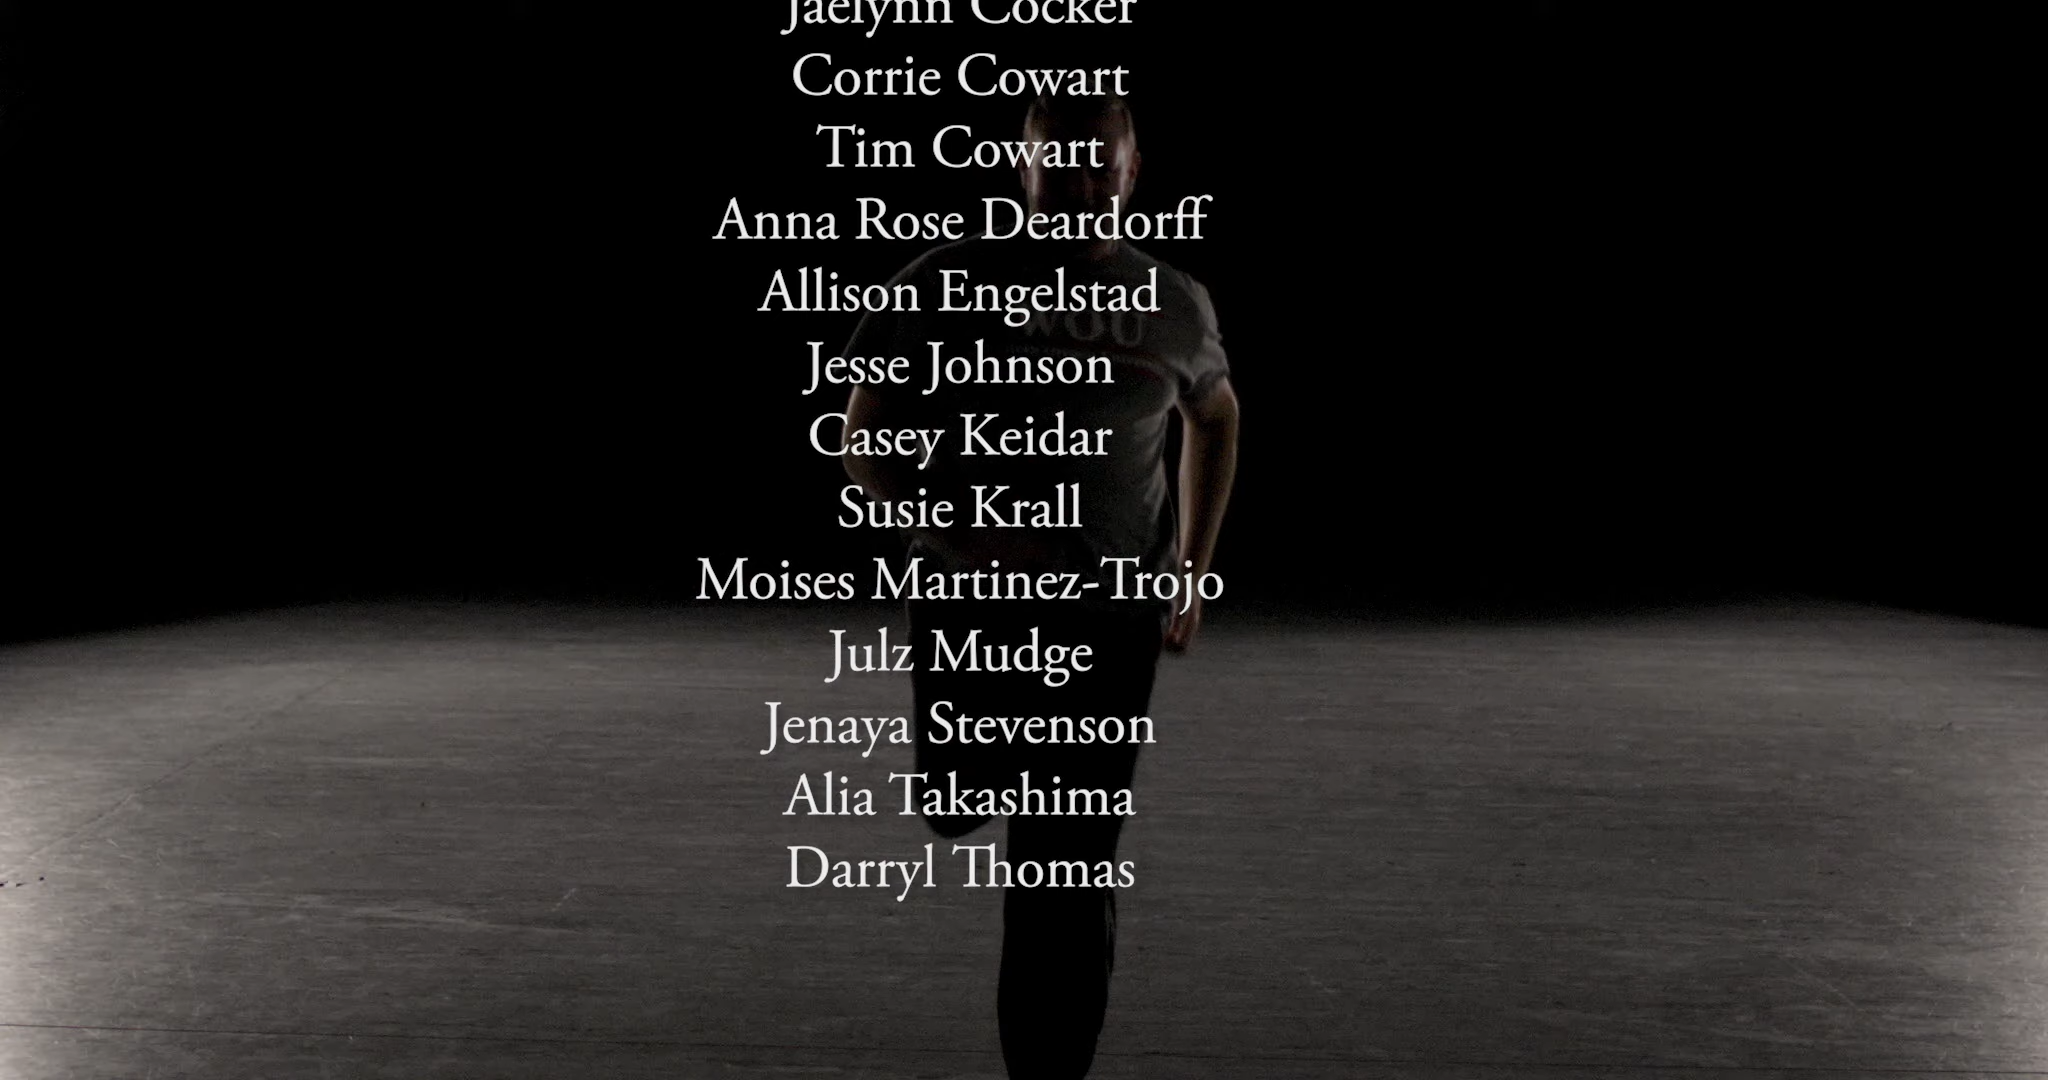 Jaelynn Cocker
Corrie Cowart
Tim Cowart
Anna Rose Deardorff
Allison Engelstad
WOU
Jesse Johnson
Casey Keidar
Susie Krall
Moises Martinez-Trojo
Julz Mudge
Jenaya Stevenson
Alia Takashima
Darryl Thomas